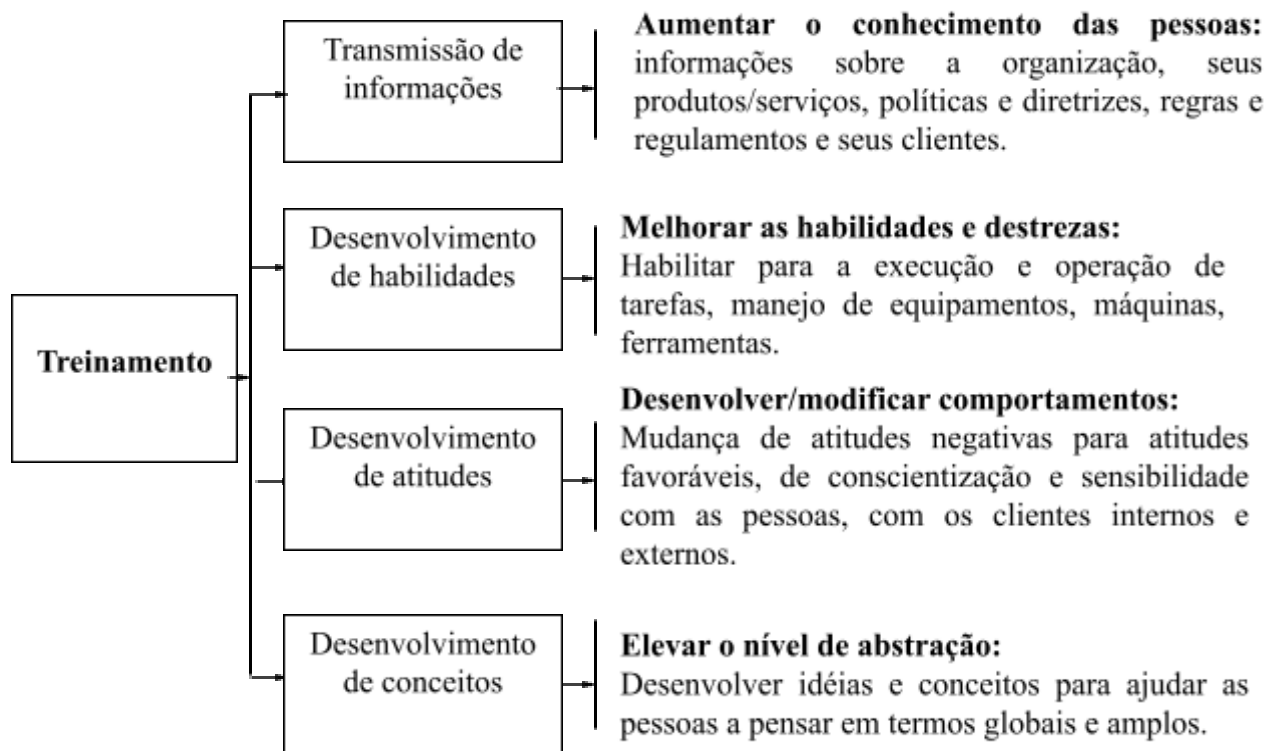 Treinamento
Transmissão de
informações
Aumentar o conhecimento das pessoas:
informações sobre a organização, seus
produtos/serviços, políticas e diretrizes, regras e
regulamentos e seus clientes.
Desenvolvimento
de habilidades
Melhorar as habilidades e destrezas:
Habilitar para a execução e operação de
tarefas, manejo de equipamentos, máquinas,
ferramentas.
Desenvolvimento
de atitudes
Desenvolver/modificar comportamentos:
Mudança de atitudes negativas para atitudes
favoráveis, de conscientização e sensibilidade
com as pessoas, com os clientes internos e
externos.
Desenvolvimento
de conceitos
Elevar o nível de abstração:
Desenvolver idéias e conceitos para ajudar as
pessoas a pensar em termos globais e amplos.